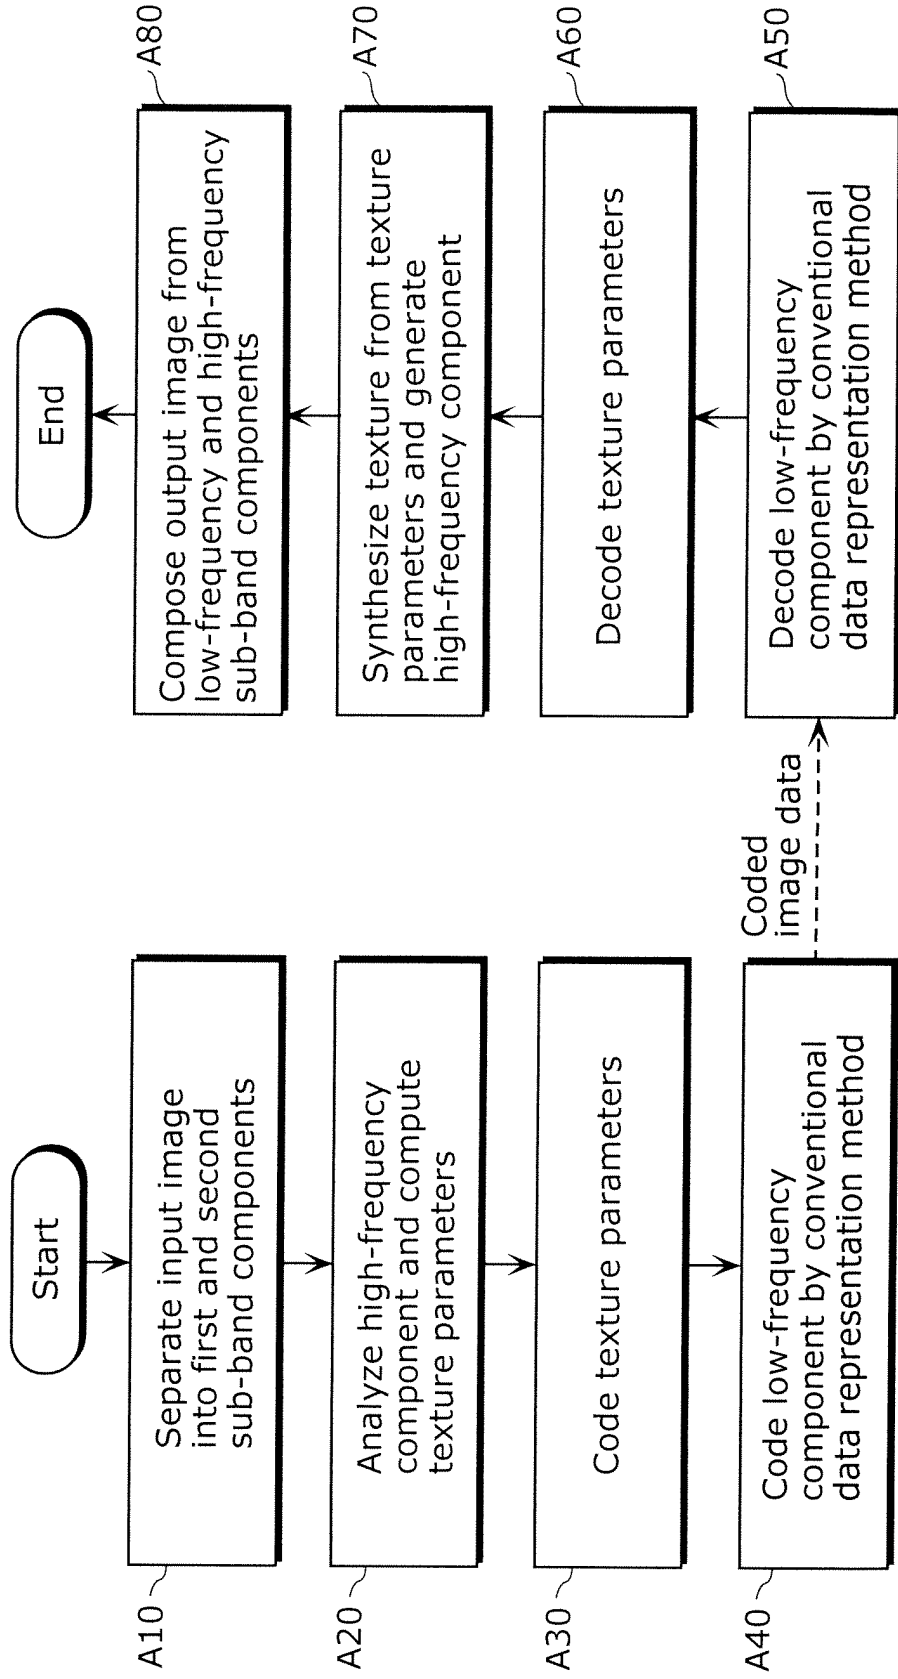 Start
A10
Separate input image
into first and second
sub-band components
A20
Analyze high-frequency
component and compute
texture parameters
A30
Code texture parameters
A40
Code low-frequency
component by conventional
data representation method
Coded
image data
End
A80
Compose output image from
low-frequency and high-frequency
sub-band components
A70
Synthesize texture from texture
parameters and generate
high-frequency component
A60
Decode texture parameters
A50
Decode low-frequency
component by conventional
data representation method